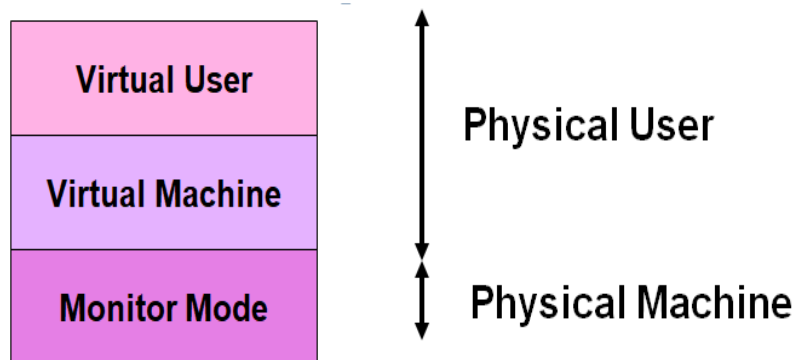 Virtual User
Physical User
Virtual Machine
Monitor Mode
Physical Machine